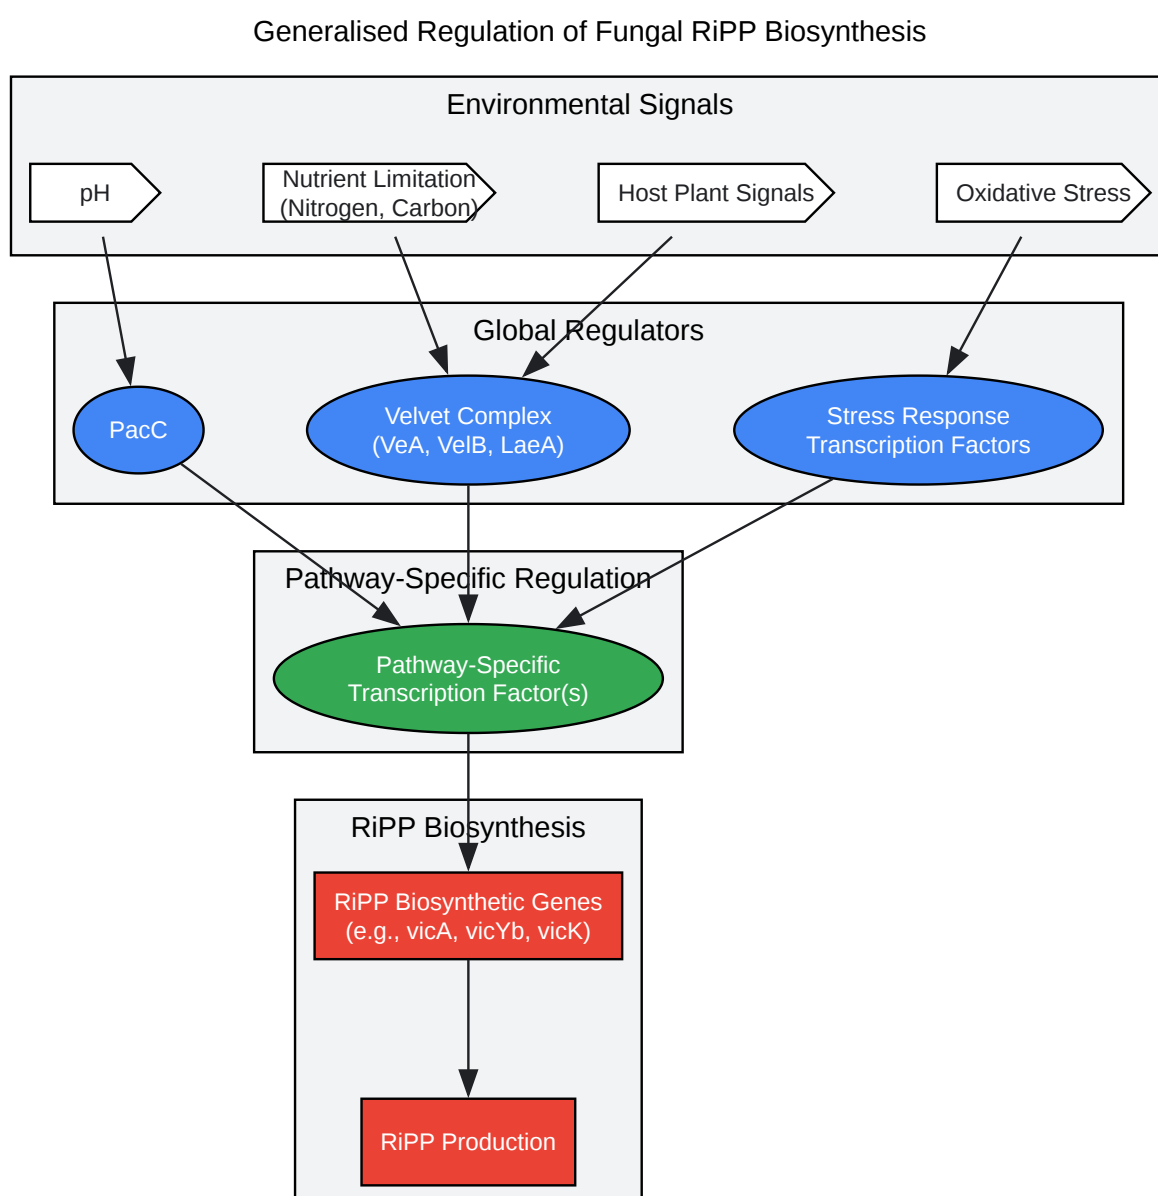 Generalised Regulation of Fungal RiPP Biosynthesis
Environmental Signals
pH
Nutrient Limitation
(Nitrogen, Carbon)
Host Plant Signals
Oxidative Stress
Global Regulators
PacC
Velvet Complex
(VeA, VelB, LaeA)
Stress Response
Transcription Factors
Pathway-Specific Regulation
Pathway-Specific
Transcription Factor(s)
RiPP Biosynthesis
RiPP Biosynthetic Genes
(e.g., vicA, vicYb, vicK)
RiPP Production